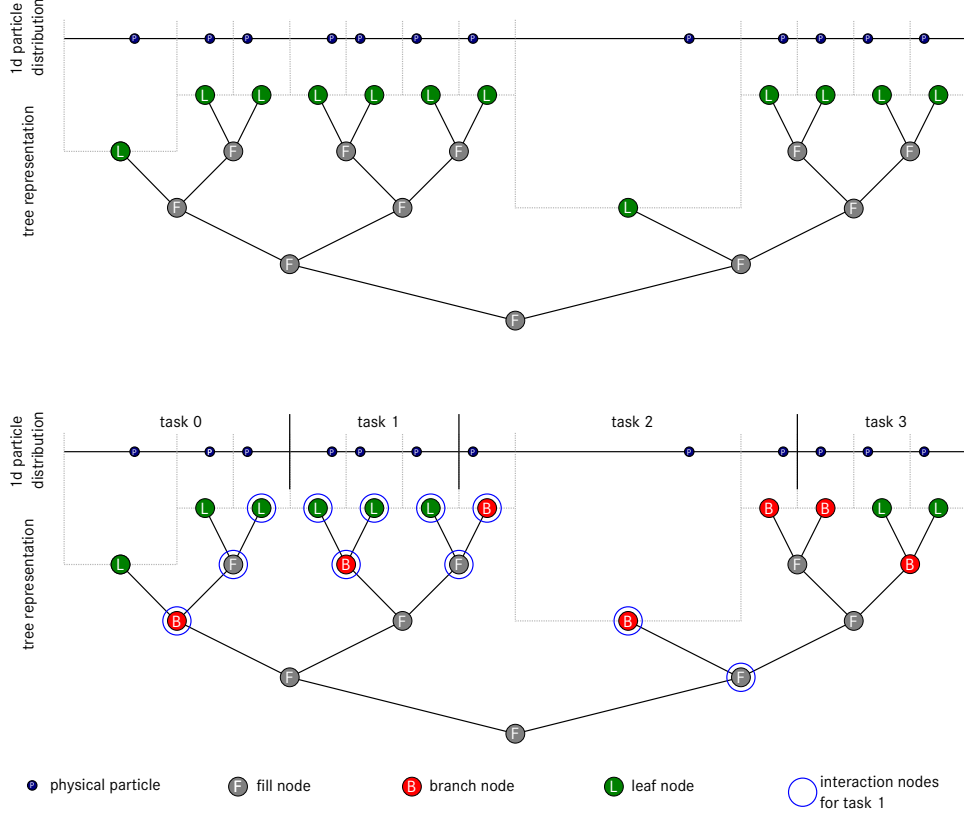 1d particle
distribution
P P P P P P P P P P P P
L L L L L L L L L L
L F F F F F
F F L F
F F
F
tree representation
1d particle
distribution
task 0 task 1 task 2 task 3
P P P P P P P P P P P P
L L L L L B B B L L
L F B F F B
B F B F
F F
F
tree representation
P physical particle F fill node B branch node L leaf node interaction nodes
for task 1